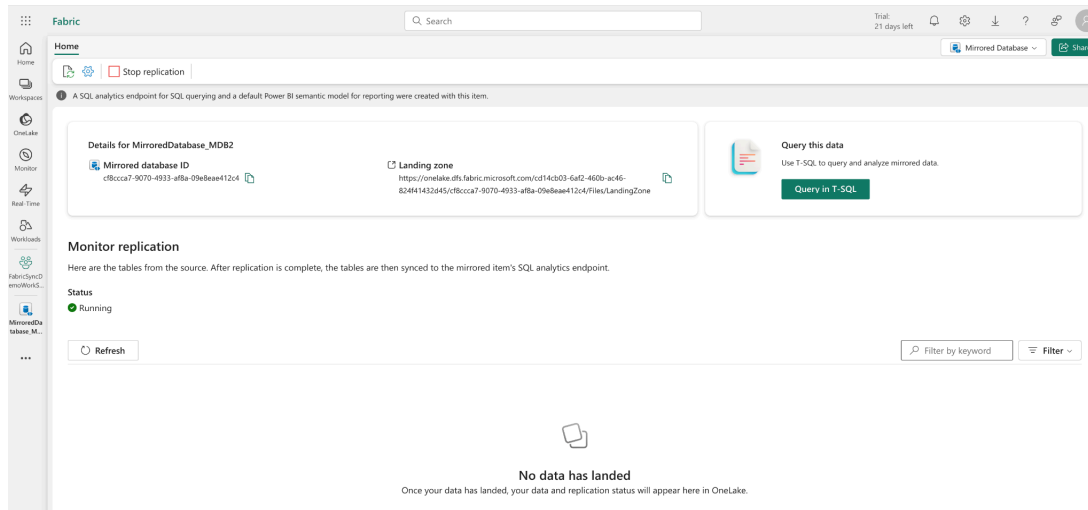 Fabric
Search
Trial:
21 days left
Home
Workspaces
OneLake
Monitor
Real-Time
Workloads
FabricSyncD
emoWorkS...
MirroredDa
tabase_M...
Home
Mirrored Database
Share
Stop replication
A SQL analytics endpoint for SQL querying and a default Power BI semantic model for reporting were created with this item.
Details for MirroredDatabase_MDB2
Mirrored database ID
cf8ccca7-9070-4933-af8a-09e8eae412c4
Landing zone
https://onelake.dfs.fabric.microsoft.com/cd14cb03-6af2-460b-ac46-
824f41432d45/cf8ccca7-9070-4933-af8a-09e8eae412c4/Files/LandingZone
Query this data
Use T-SQL to query and analyze mirrored data.
Query in T-SQL
Monitor replication
Here are the tables from the source. After replication is complete, the tables are then synced to the mirrored item's SQL analytics endpoint.
Status
Running
Refresh
Filter by keyword
Filter
No data has landed
Once your data has landed, your data and replication status will appear here in OneLake.